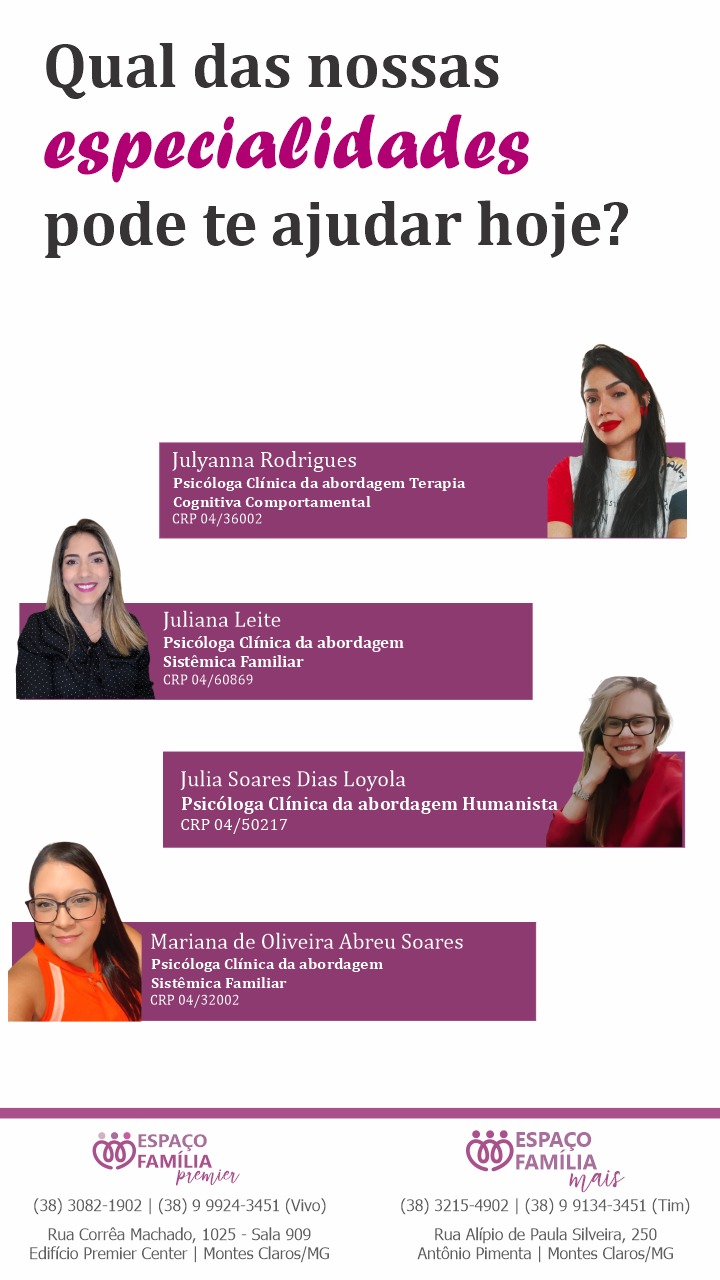 Qual das nossas
especialidades
pode te ajudar hoje?
Julyanna Rodrigues
Psicóloga Clínica da abordagem Terapia
Cognitiva Comportamental
CRP 04/36002
Juliana Leite
Psicóloga Clínica da abordagem
Sistêmica Familiar
CRP 04/60869
Julia Soares Dias Loyola
Psicóloga Clínica da abordagem Humanista
CRP 04/50217
Mariana de Oliveira Abreu Soares
Psicóloga Clínica da abordagem
Sistêmica Familiar
CRP 04/32002
ESPAÇO
FAMÍLIA
premier
(38) 3082-1902 | (38) 9 9924-3451 (Vivo)
Rua Corrêa Machado, 1025 - Sala 909
Edifício Premier Center | Montes Claros/MG
ESPAÇO
FAMÍLIA
mais
(38) 3215-4902 | (38) 9 9134-3451 (Tim)
Rua Alípio de Paula Silveira, 250
Antônio Pimenta | Montes Claros/MG